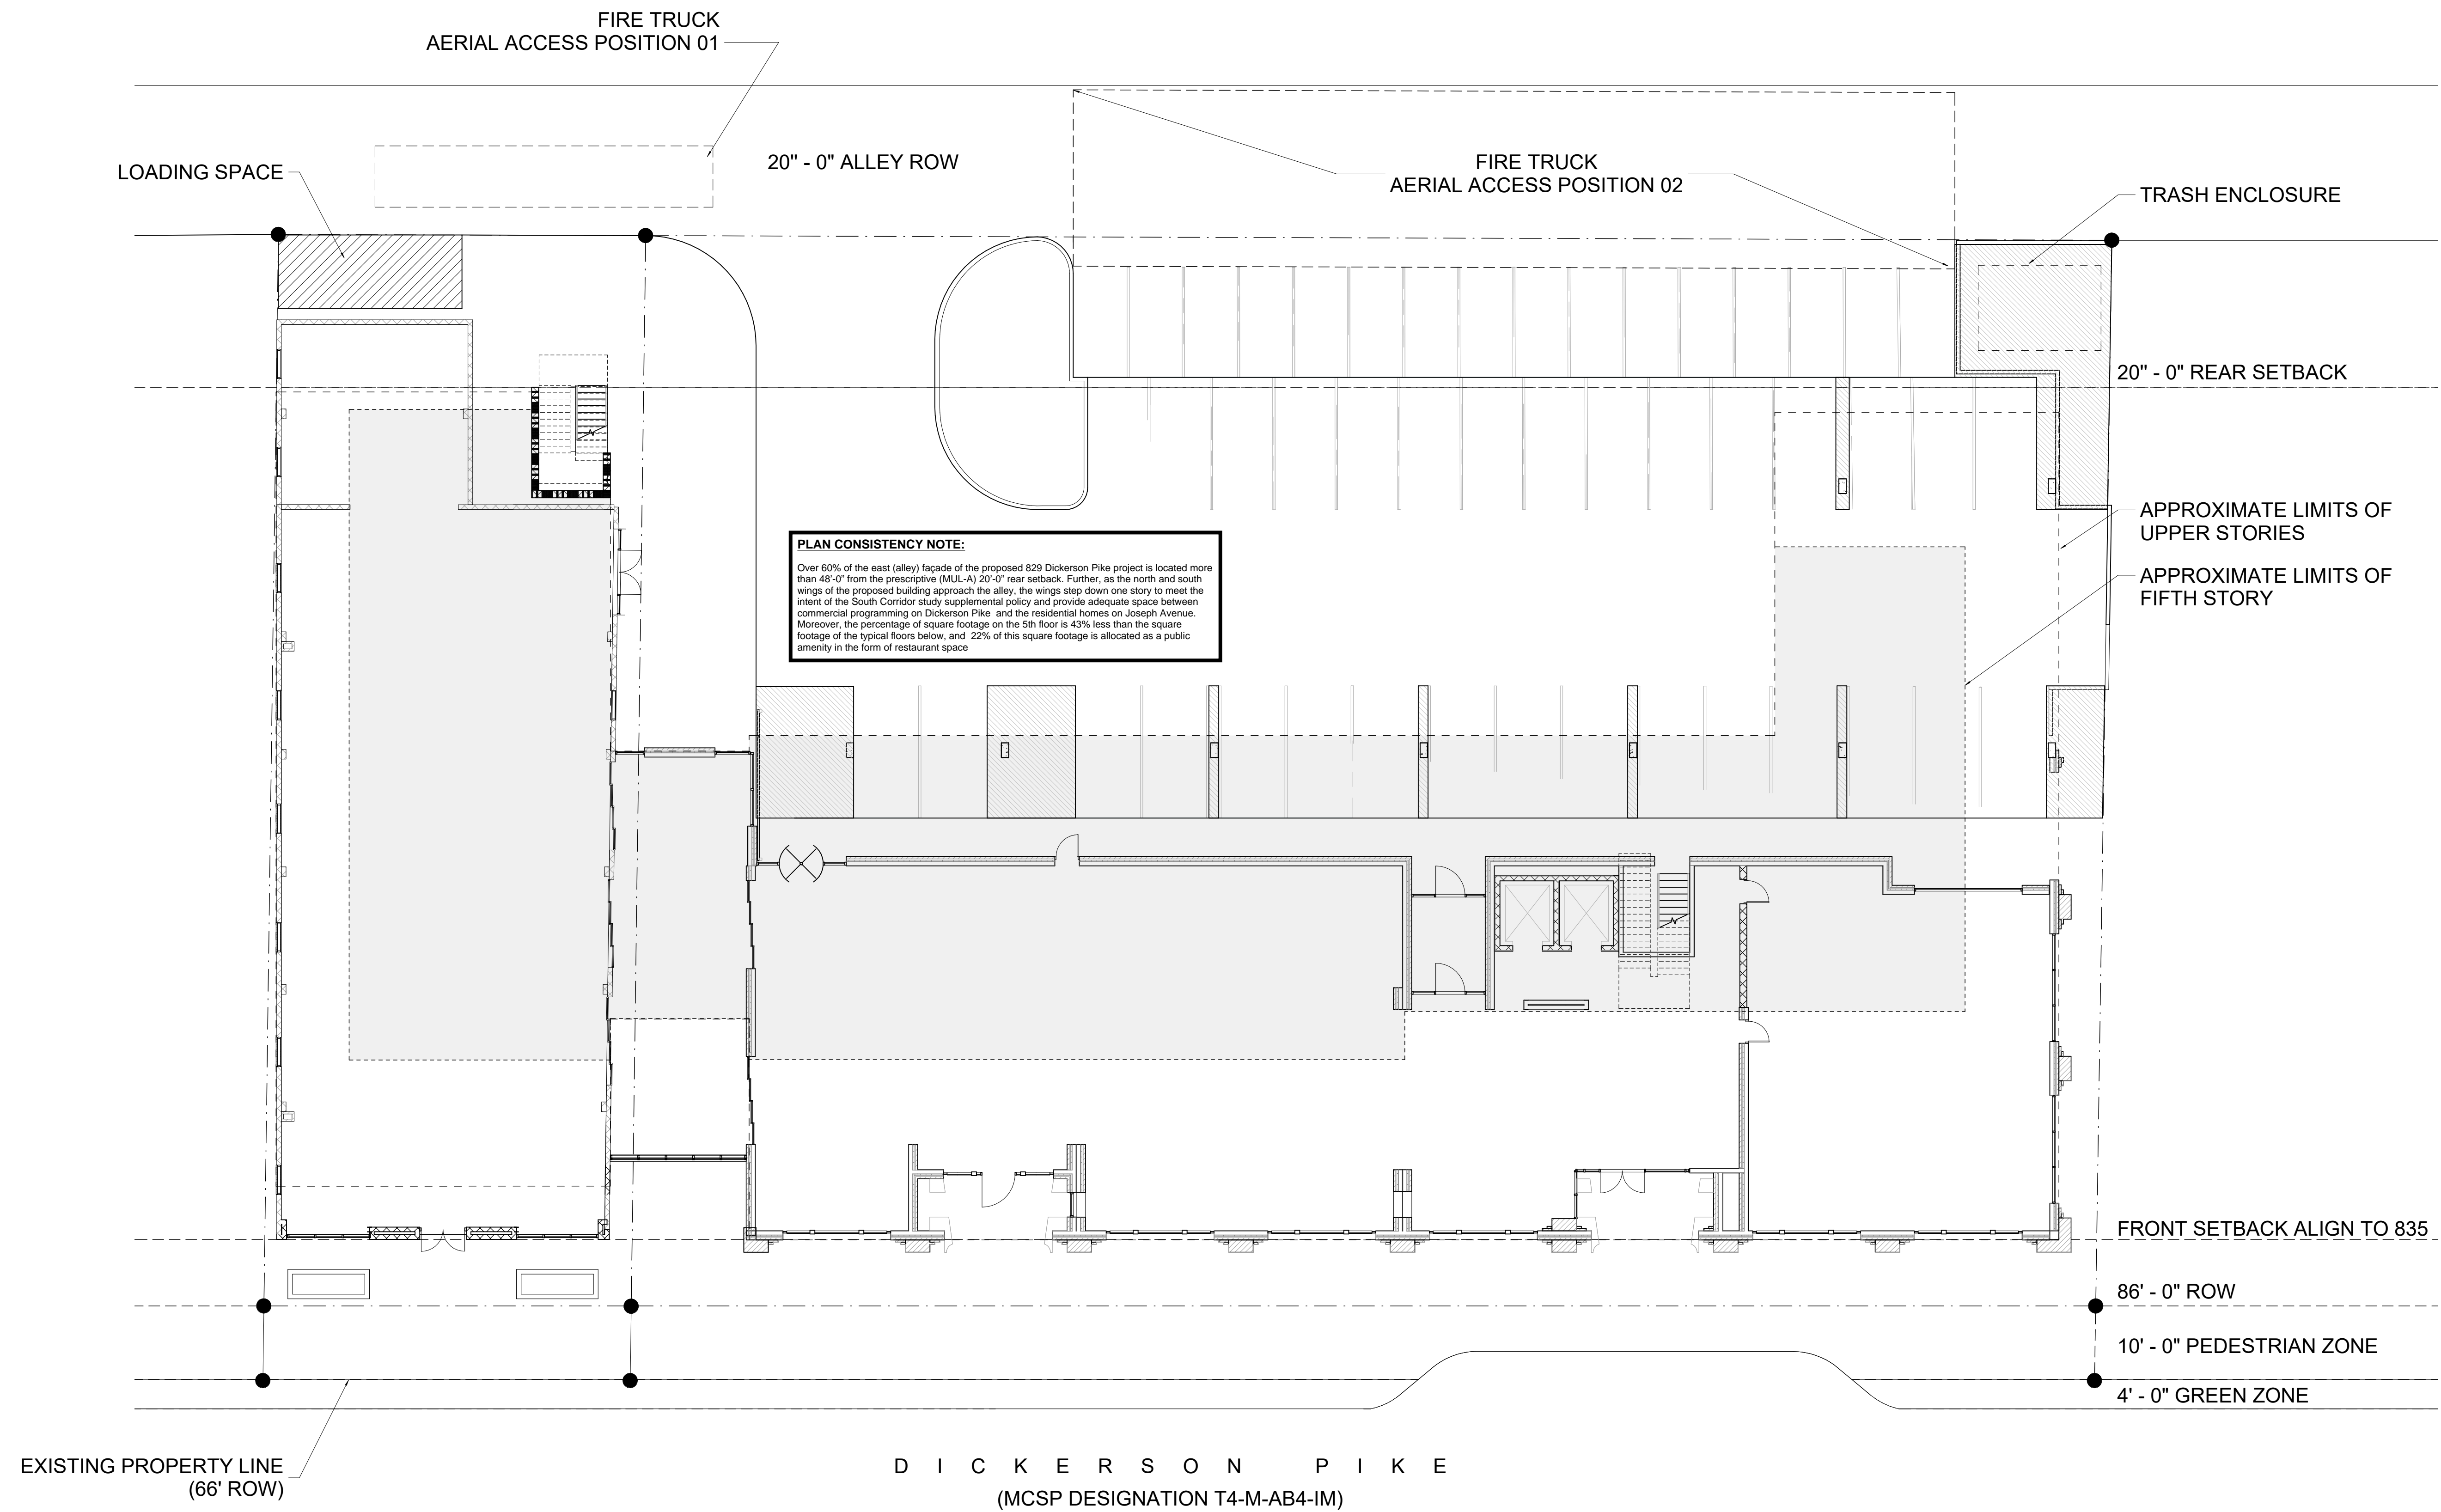 FIRE TRUCK
AERIAL ACCESS POSITION 01
LOADING SPACE
20" - 0" ALLEY ROW
FIRE TRUCK
AERIAL ACCESS POSITION 02
TRASH ENCLOSURE
20" - 0" REAR SETBACK
APPROXIMATE LIMITS OF
UPPER STORIES
APPROXIMATE LIMITS OF
FIFTH STORY
PLAN CONSISTENCY NOTE:
Over 60% of the east (alley) façade of the proposed 829 Dickerson Pike project is located more
than 48'-0" from the prescriptive (MUL-A) 20'-0" rear setback. Further, as the north and south
wings of the proposed building approach the alley, the wings step down one story to meet the
intent of the South Corridor study supplemental policy and provide adequate space between
commercial programming on Dickerson Pike and the residential homes on Joseph Avenue.
Moreover, the percentage of square footage on the 5th floor is 43% less than the square
footage of the typical floors below, and 22% of this square footage is allocated as a public
amenity in the form of restaurant space
FRONT SETBACK ALIGN TO 835
86' - 0" ROW
10' - 0" PEDESTRIAN ZONE
4' - 0" GREEN ZONE
EXISTING PROPERTY LINE
(66' ROW)
D I C K E R S O N P I K E
(MCSP DESIGNATION T4-M-AB4-IM)